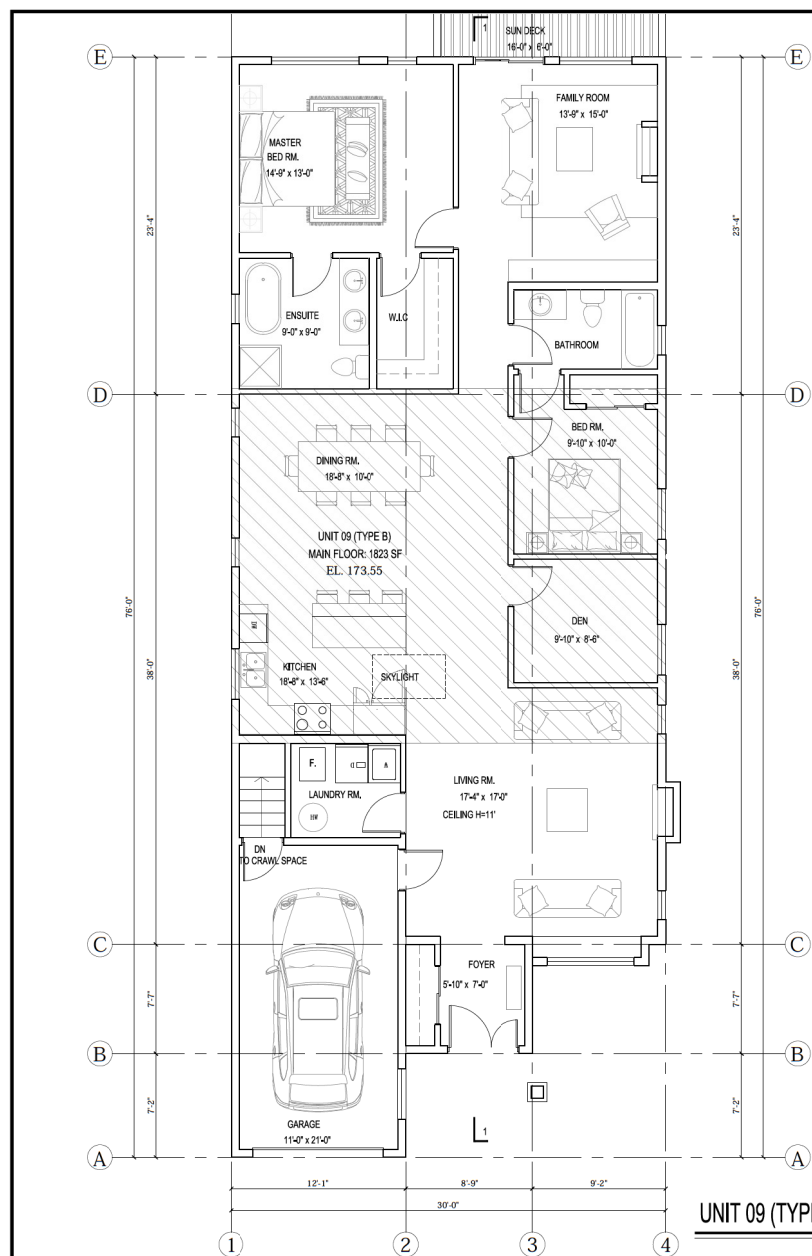 1
SUN DECK
16'-0" x 6'-0"
E
E
FAMILY ROOM
13'-9" x 15'-0"
MASTER
BED RM.
14'-9" x 13'-0"
23'-4"
23'-4"
ENSUITE
9'-0" x 9'-0"
W.I.C
BATHROOM
D
D
BED RM.
9'-10" x 10'-0"
DINING RM.
18'-8" x 10'-0"
UNIT 09 (TYPE B)
MAIN FLOOR: 1823 SF
EL. 173.55
76'-0"
76'-0"
DW
DEN
9'-10" x 8'-6"
KITCHEN
18'-8" x 13'-6"
SKYLIGHT
38'-0"
38'-0"
F.
D
W
LAUNDRY RM.
HW
LIVING RM.
17'-4" x 17'-0"
CEILING H=11'
DN
TO CRAWL SPACE
C
C
FOYER
5'-10" x 7'-0"
7'-7"
7'-7"
B
B
7'-2"
7'-2"
GARAGE
11'-0" x 21'-0"
1
A
A
12'-1"
8'-9"
9'-2"
30'-0"
UNIT 09 (TYP
1
2
3
4